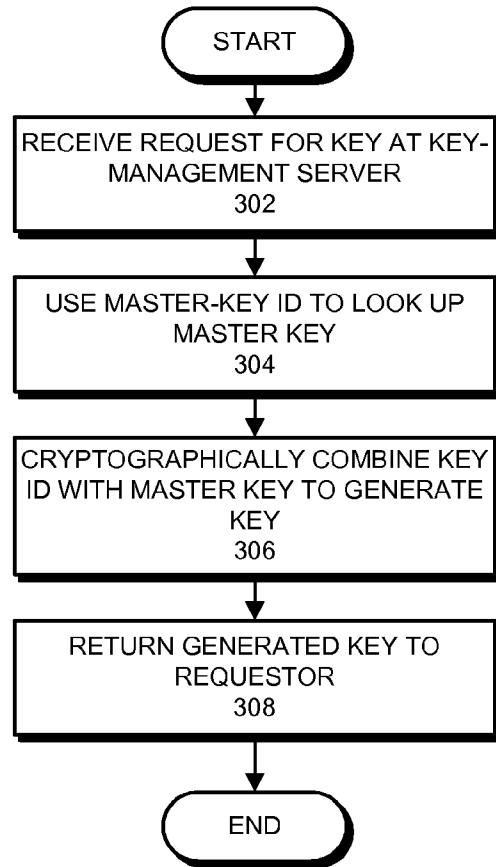 START
RECEIVE REQUEST FOR KEY AT KEY-
MANAGEMENT SERVER
302
USE MASTER-KEY ID TO LOOK UP
MASTER KEY
304
CRYPTOGRAPHICALLY COMBINE KEY
ID WITH MASTER KEY TO GENERATE
KEY
306
RETURN GENERATED KEY TO
REQUESTOR
308
END